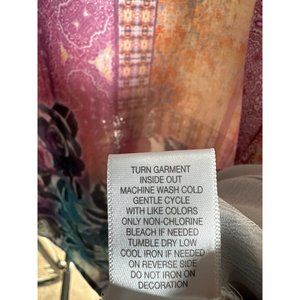 TURN GARMENT
INSIDE OUT
MACHINE WASH COLD
GENTLE CYCLE
WITH LIKE COLORS
ONLY NON-CHLORINE
BLEACH IF NEEDED
TUMBLE DRY LOW
COOL IRON IF NEEDED
ON REVERSE SIDE
DO NOT IRON ON
DECORATION